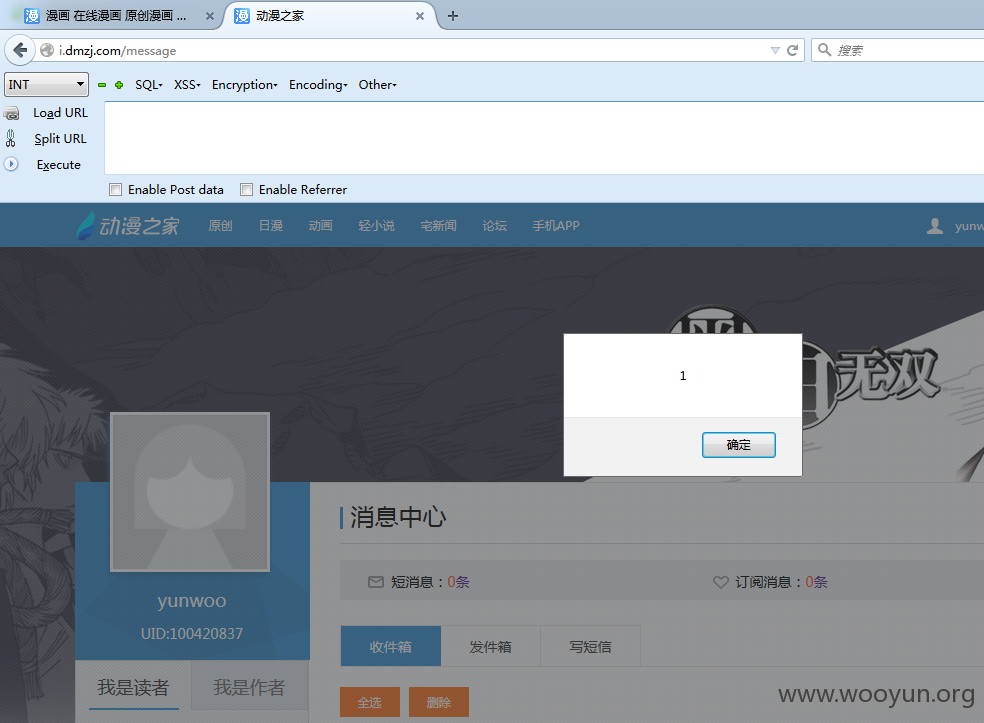 漫画 在线漫画 原创漫画 ...
动漫之家
i.dmzj.com/message
搜索
INT
SQL XSS Encryption Encoding Other
Load URL
Split URL
Execute
Enable Post data Enable Referrer
动漫之家 原创 日漫 动画 轻小说 宅新闻 论坛 手机APP yunw
无双
1
确定
消息中心
短消息：0条 订阅消息：0条
yunwoo
UID:100420837
收件箱 发件箱 写短信
我是读者 我是作者
全选 删除
www.wooyun.org